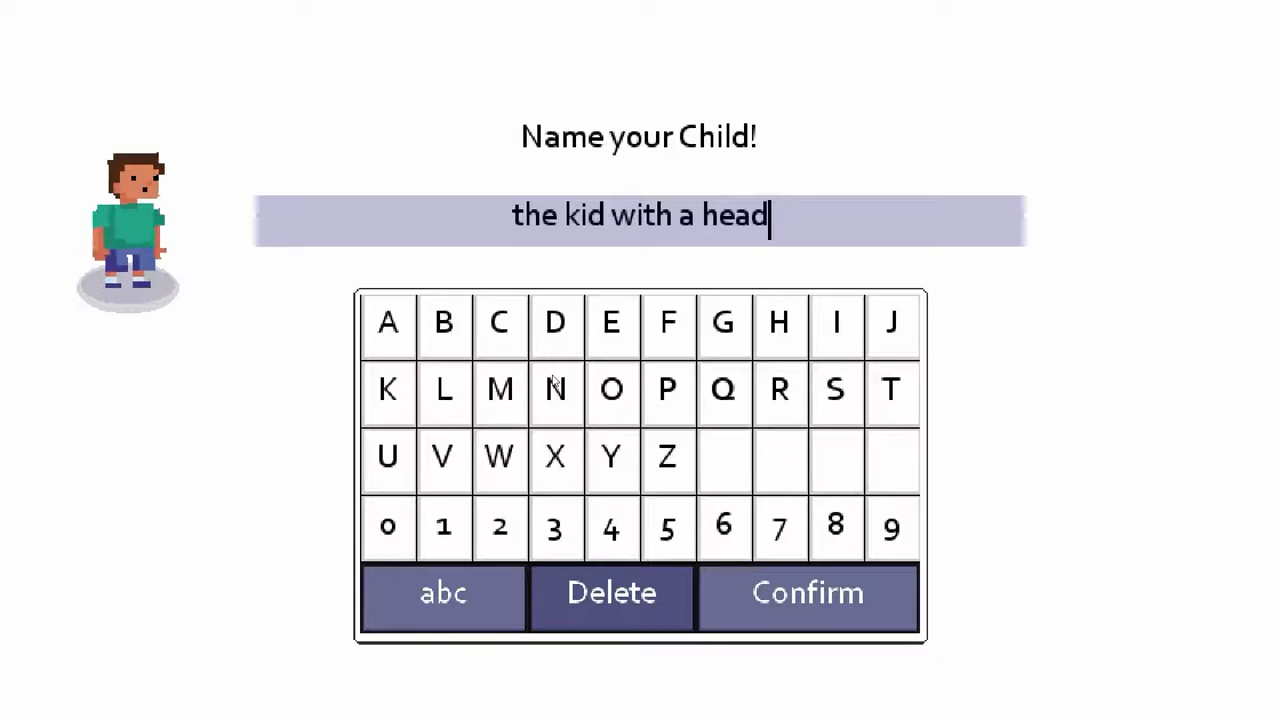 Name your Child!
the kid with a head
A B C D E F G H I J
K L M N O P Q R S T
U V W X Y Z
0 1 2 3 4 5 6 7 8 9
abc Delete Confirm